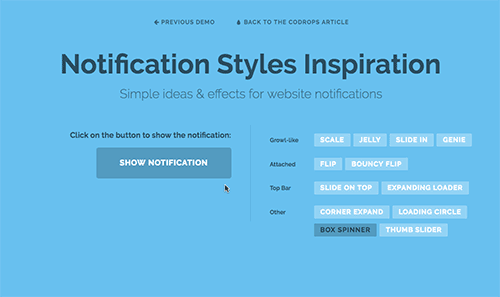 PREVIOUS DEMO BACK TO THE CODROPS ARTICLE
Notification Styles Inspiration
Simple ideas & effects for website notifications
Click on the button to show the notification:
SHOW NOTIFICATION
Growl-like SCALE JELLY SLIDE IN GENIE
Attached FLIP BOUNCY FLIP
Top Bar SLIDE ON TOP EXPANDING LOADER
Other CORNER EXPAND LOADING CIRCLE
BOX SPINNER THUMB SLIDER